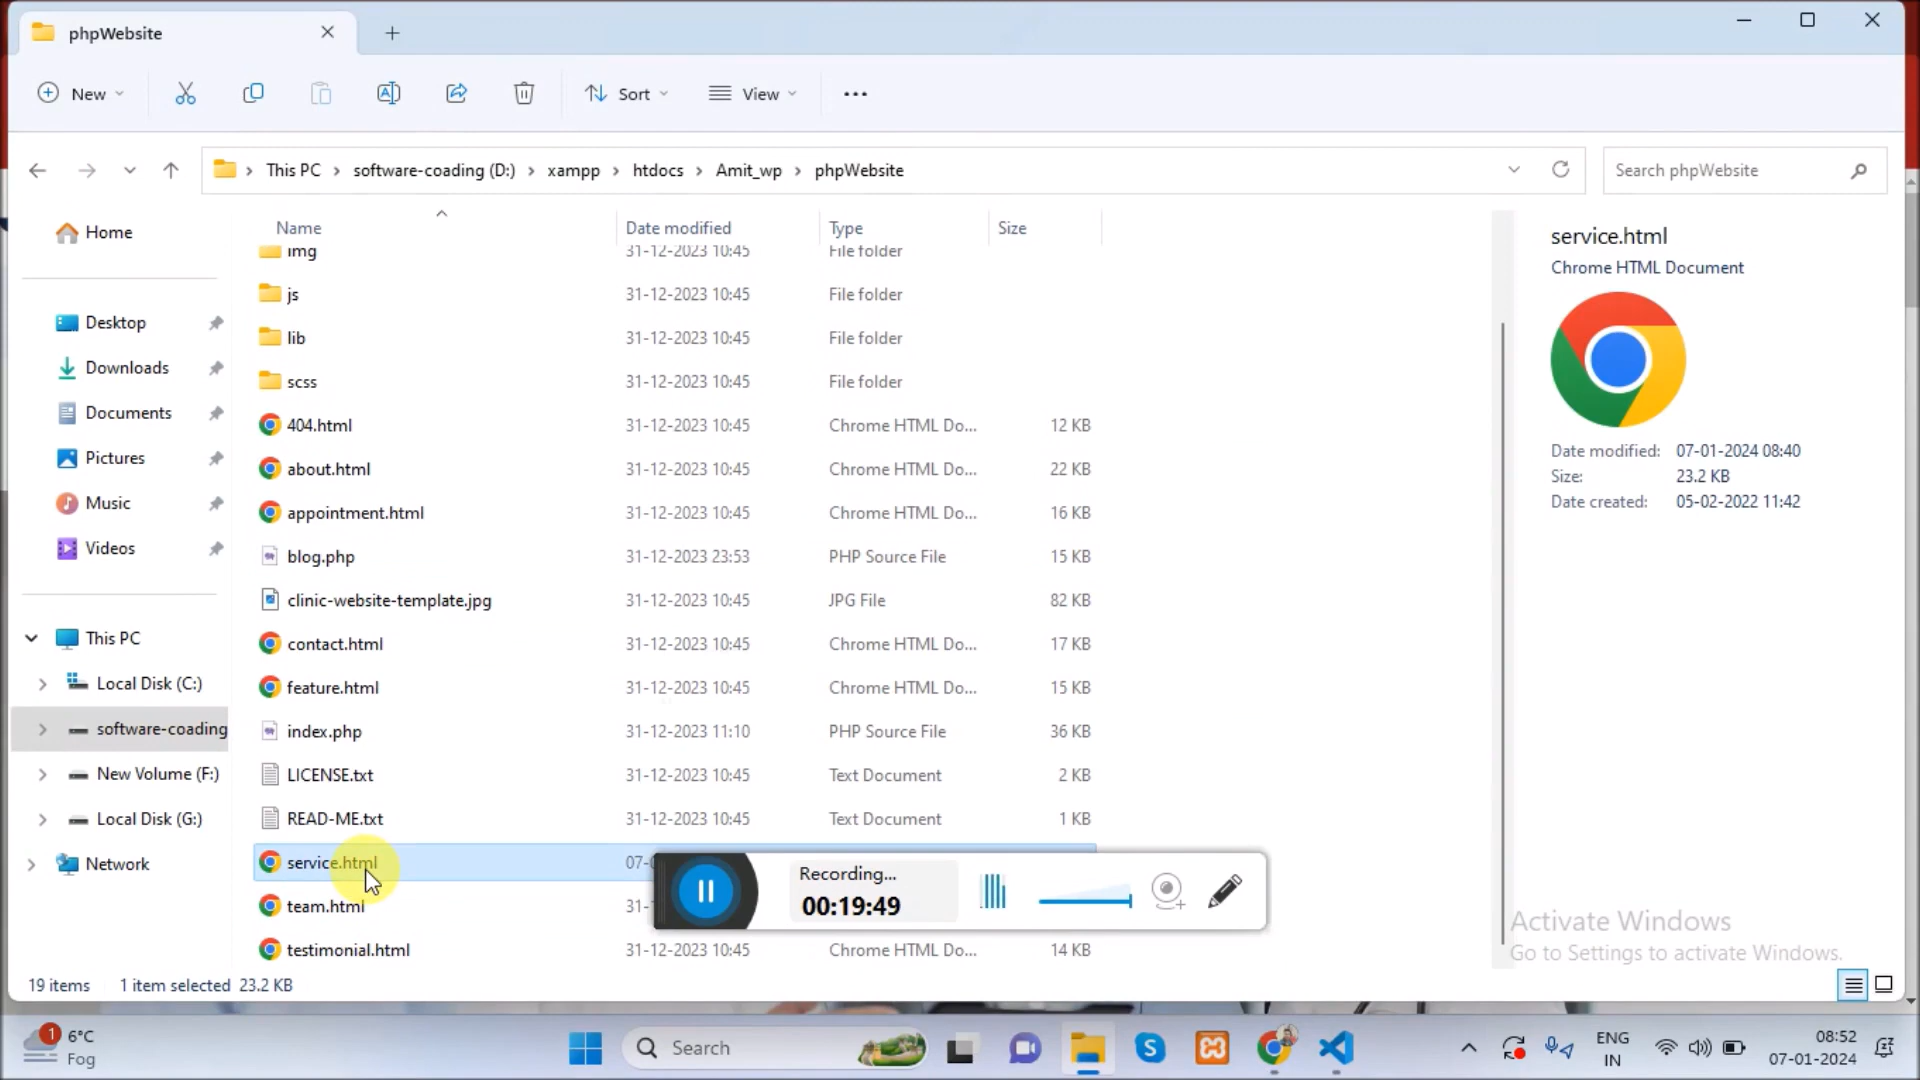 phpWebsite
New
Sort
View
This PC
software-coading (D:)
xampp
htdocs
Amit_wp
phpWebsite
Search phpWebsite
Name
Date modified
Type
Size
Home
Desktop
Downloads
Documents
Pictures
Music
Videos
This PC
Local Disk (C:)
software-coading
New Volume (F:)
Local Disk (G:)
Network
img 31-12-2023 10:45 File folder
js 31-12-2023 10:45 File folder
lib 31-12-2023 10:45 File folder
scss 31-12-2023 10:45 File folder
404.html 31-12-2023 10:45 Chrome HTML Do... 12 KB
about.html 31-12-2023 10:45 Chrome HTML Do... 22 KB
appointment.html 31-12-2023 10:45 Chrome HTML Do... 16 KB
blog.php 31-12-2023 23:53 PHP Source File 15 KB
clinic-website-template.jpg 31-12-2023 10:45 JPG File 82 KB
contact.html 31-12-2023 10:45 Chrome HTML Do... 17 KB
feature.html 31-12-2023 10:45 Chrome HTML Do... 15 KB
index.php 31-12-2023 11:10 PHP Source File 36 KB
LICENSE.txt 31-12-2023 10:45 Text Document 2 KB
READ-ME.txt 31-12-2023 10:45 Text Document 1 KB
service.html 07-
team.html 31-
testimonial.html 31-12-2023 10:45 Chrome HTML Do... 14 KB
Recording...
00:19:49
service.html
Chrome HTML Document
Date modified: 07-01-2024 08:40
Size: 23.2 KB
Date created: 05-02-2022 11:42
Activate Windows
Go to Settings to activate Windows.
19 items 1 item selected 23.2 KB
1
6°C
Fog
Search
ENG
IN
08:52
07-01-2024